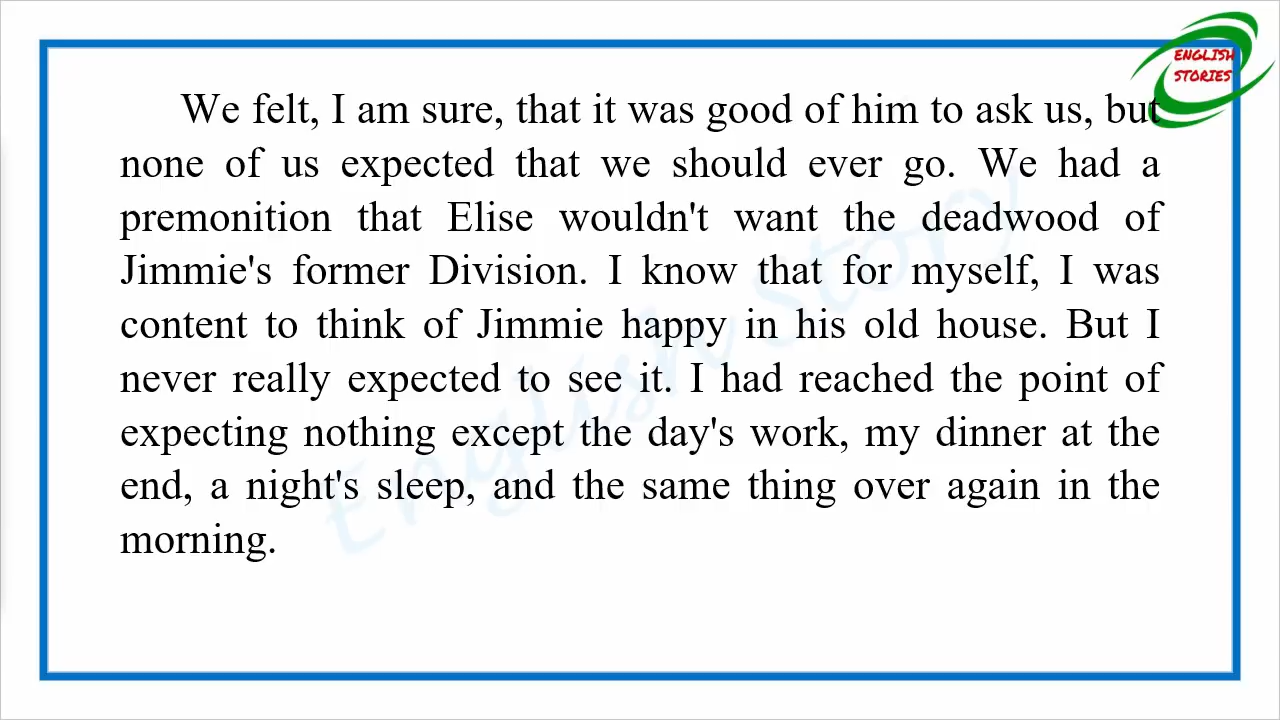 ENGLISH
STORIES
We felt, I am sure, that it was good of him to ask us, but
none of us expected that we should ever go. We had a
premonition that Elise wouldn't want the deadwood of
Jimmie's former Division. I know that for myself, I was
content to think of Jimmie happy in his old house. But I
never really expected to see it. I had reached the point of
expecting nothing except the day's work, my dinner at the
end, a night's sleep, and the same thing over again in the
morning.
English Story